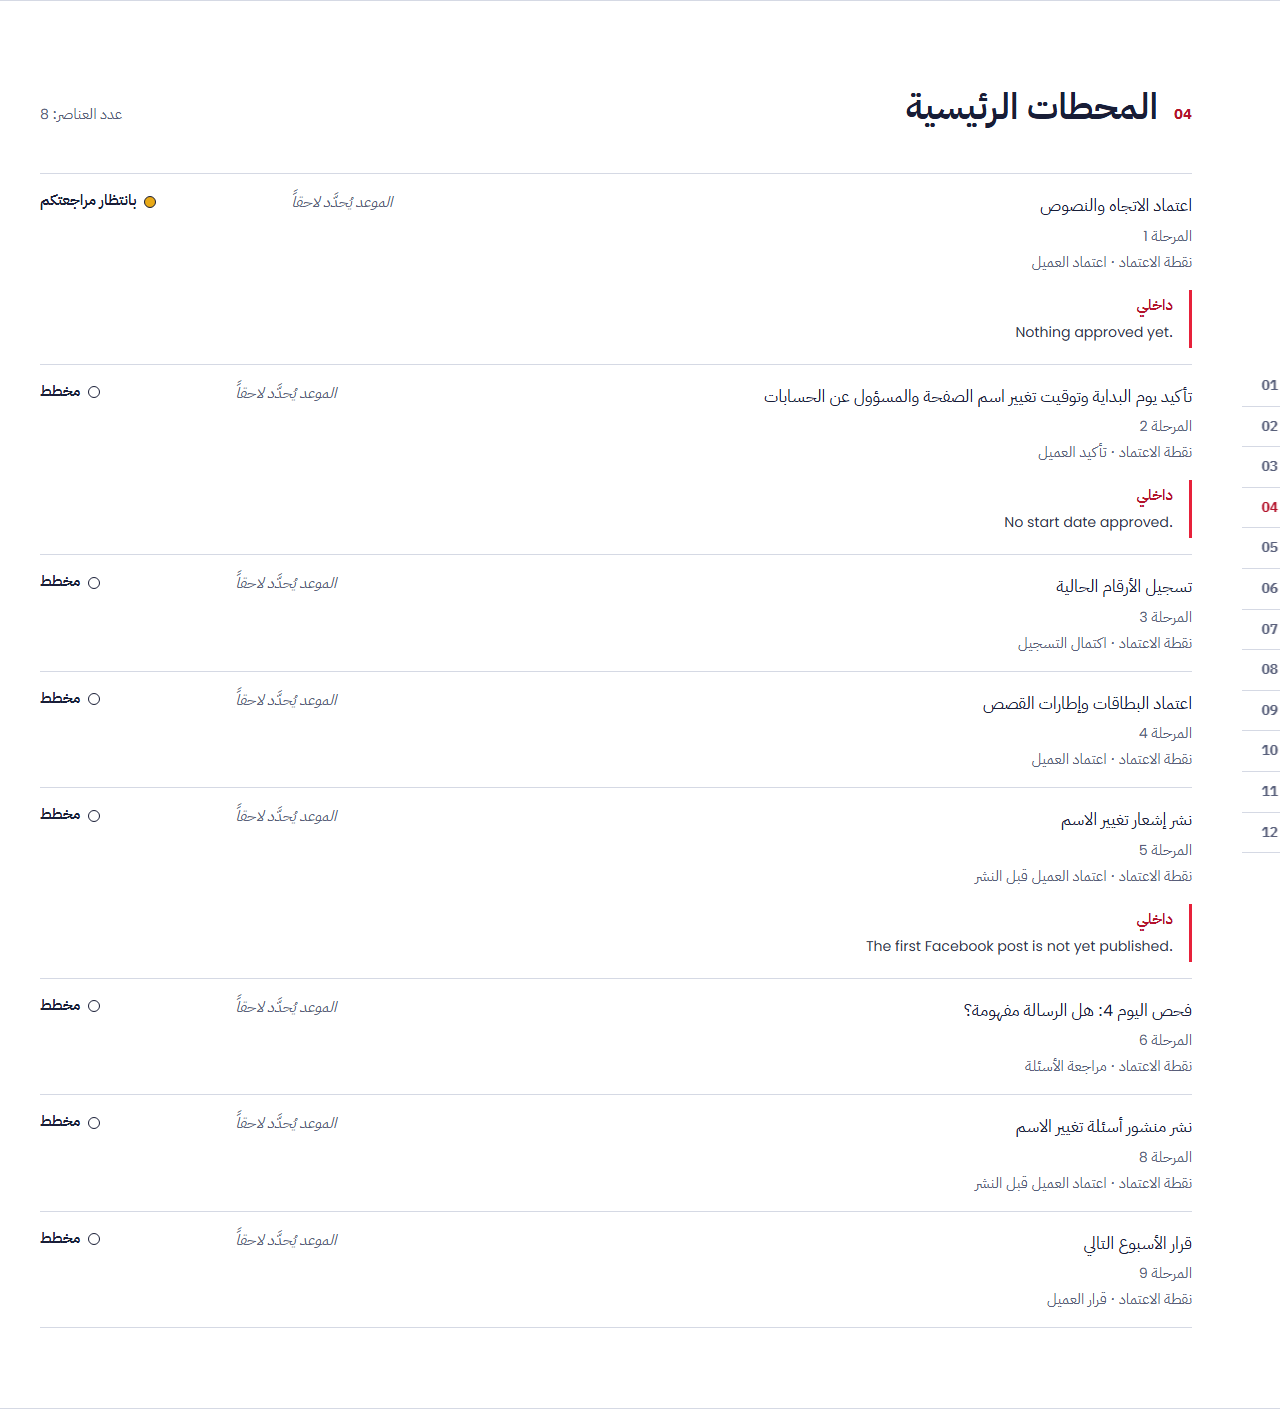 04 المحطات الرئيسية
عدد العناصر: 8
اعتماد الاتجاه والنصوص
الموعد يُحدَّد لاحقاً
بانتظار مراجعتكم
المرحلة 1
نقطة الاعتماد · اعتماد العميل
داخلي
Nothing approved yet.
تأكيد يوم البداية وتوقيت تغيير اسم الصفحة والمسؤول عن الحسابات
الموعد يُحدَّد لاحقاً
مخطط
المرحلة 2
نقطة الاعتماد · تأكيد العميل
داخلي
No start date approved.
تسجيل الأرقام الحالية
الموعد يُحدَّد لاحقاً
مخطط
المرحلة 3
نقطة الاعتماد · اكتمال التسجيل
اعتماد البطاقات وإطارات القصص
الموعد يُحدَّد لاحقاً
مخطط
المرحلة 4
نقطة الاعتماد · اعتماد العميل
نشر إشعار تغيير الاسم
الموعد يُحدَّد لاحقاً
مخطط
المرحلة 5
نقطة الاعتماد · اعتماد العميل قبل النشر
داخلي
The first Facebook post is not yet published.
فحص اليوم 4: هل الرسالة مفهومة؟
الموعد يُحدَّد لاحقاً
مخطط
المرحلة 6
نقطة الاعتماد · مراجعة الأسئلة
نشر منشور أسئلة تغيير الاسم
الموعد يُحدَّد لاحقاً
مخطط
المرحلة 8
نقطة الاعتماد · اعتماد العميل قبل النشر
قرار الأسبوع التالي
الموعد يُحدَّد لاحقاً
مخطط
المرحلة 9
نقطة الاعتماد · قرار العميل
01
02
03
04
05
06
07
08
09
10
11
12